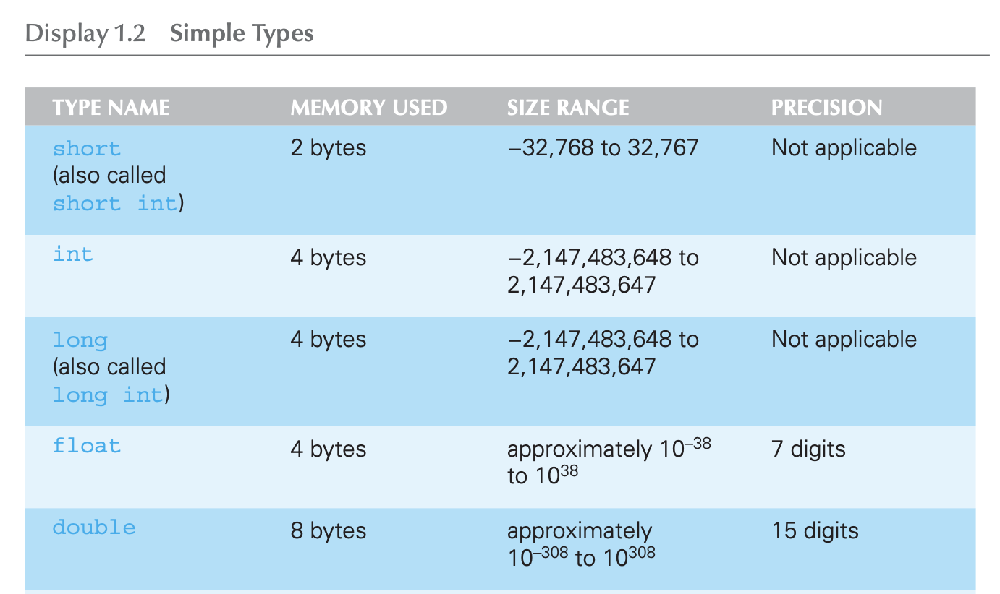 Display 1.2 Simple Types
TYPE NAME MEMORY USED SIZE RANGE PRECISION
short 2 bytes −32,768 to 32,767 Not applicable
(also called
short int)
int 4 bytes −2,147,483,648 to Not applicable
2,147,483,647
long 4 bytes −2,147,483,648 to Not applicable
(also called 2,147,483,647
long int)
float 4 bytes approximately 10⁻³⁸ 7 digits
to 10³⁸
double 8 bytes approximately 15 digits
10⁻³⁰⁸ to 10³⁰⁸